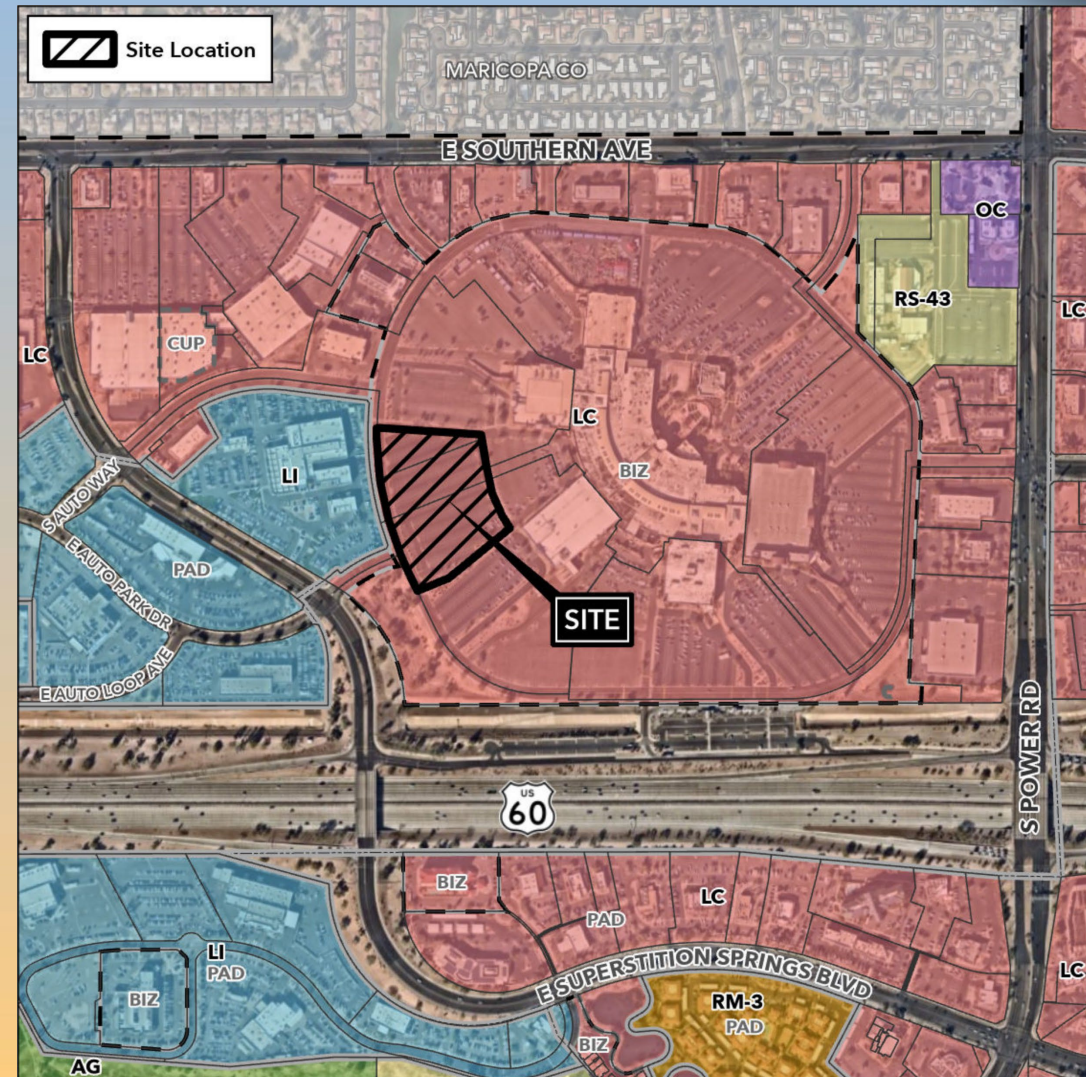 Site Location
MARICOPA CO
E SOUTHERN AVE
OC
RS-43
LC
LC
CUP
LC
LI
BIZ
S AUTO WAY
E AUTO PARK DR
PAD
SITE
E AUTO LOOP AVE
C
S POWER RD
US
60
BIZ
LC
PAD
LI
PAD
E SUPERSTITION SPRINGS BLVD
LC
BIZ
RM-3
PAD
BIZ
AG